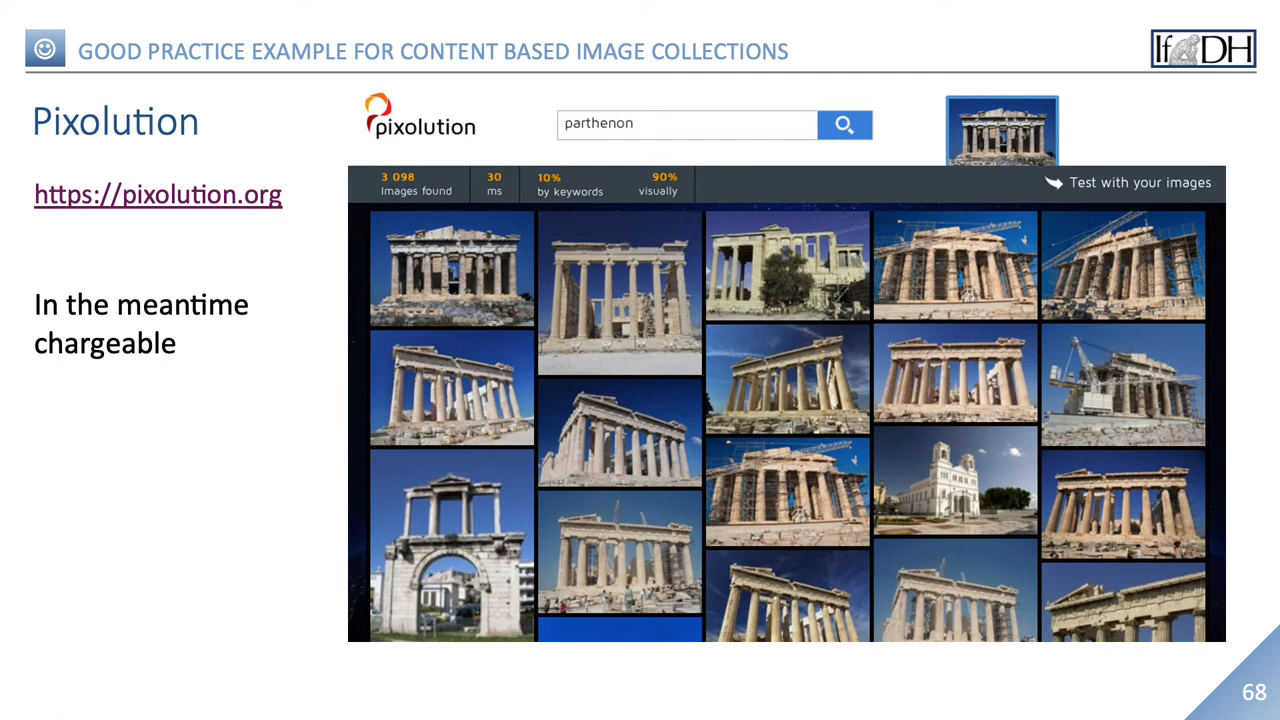 GOOD PRACTICE EXAMPLE FOR CONTENT BASED IMAGE COLLECTIONS
IfDH
Pixolution
https://pixolution.org
In the meantime
chargeable
pixolution
parthenon
3 098
Images found
30
ms
10%
by keywords
90%
visually
Test with your images
68